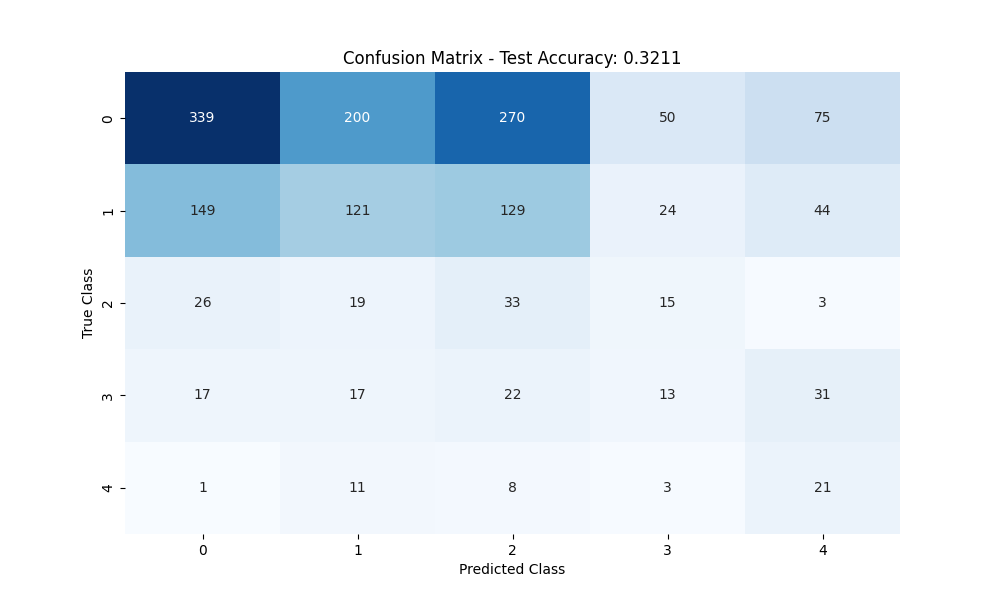 Confusion Matrix - Test Accuracy: 0.3211
True Class
0 339 200 270 50 75
1 149 121 129 24 44
2 26 19 33 15 3
3 17 17 22 13 31
4 1 11 8 3 21
0 1 2 3 4
Predicted Class